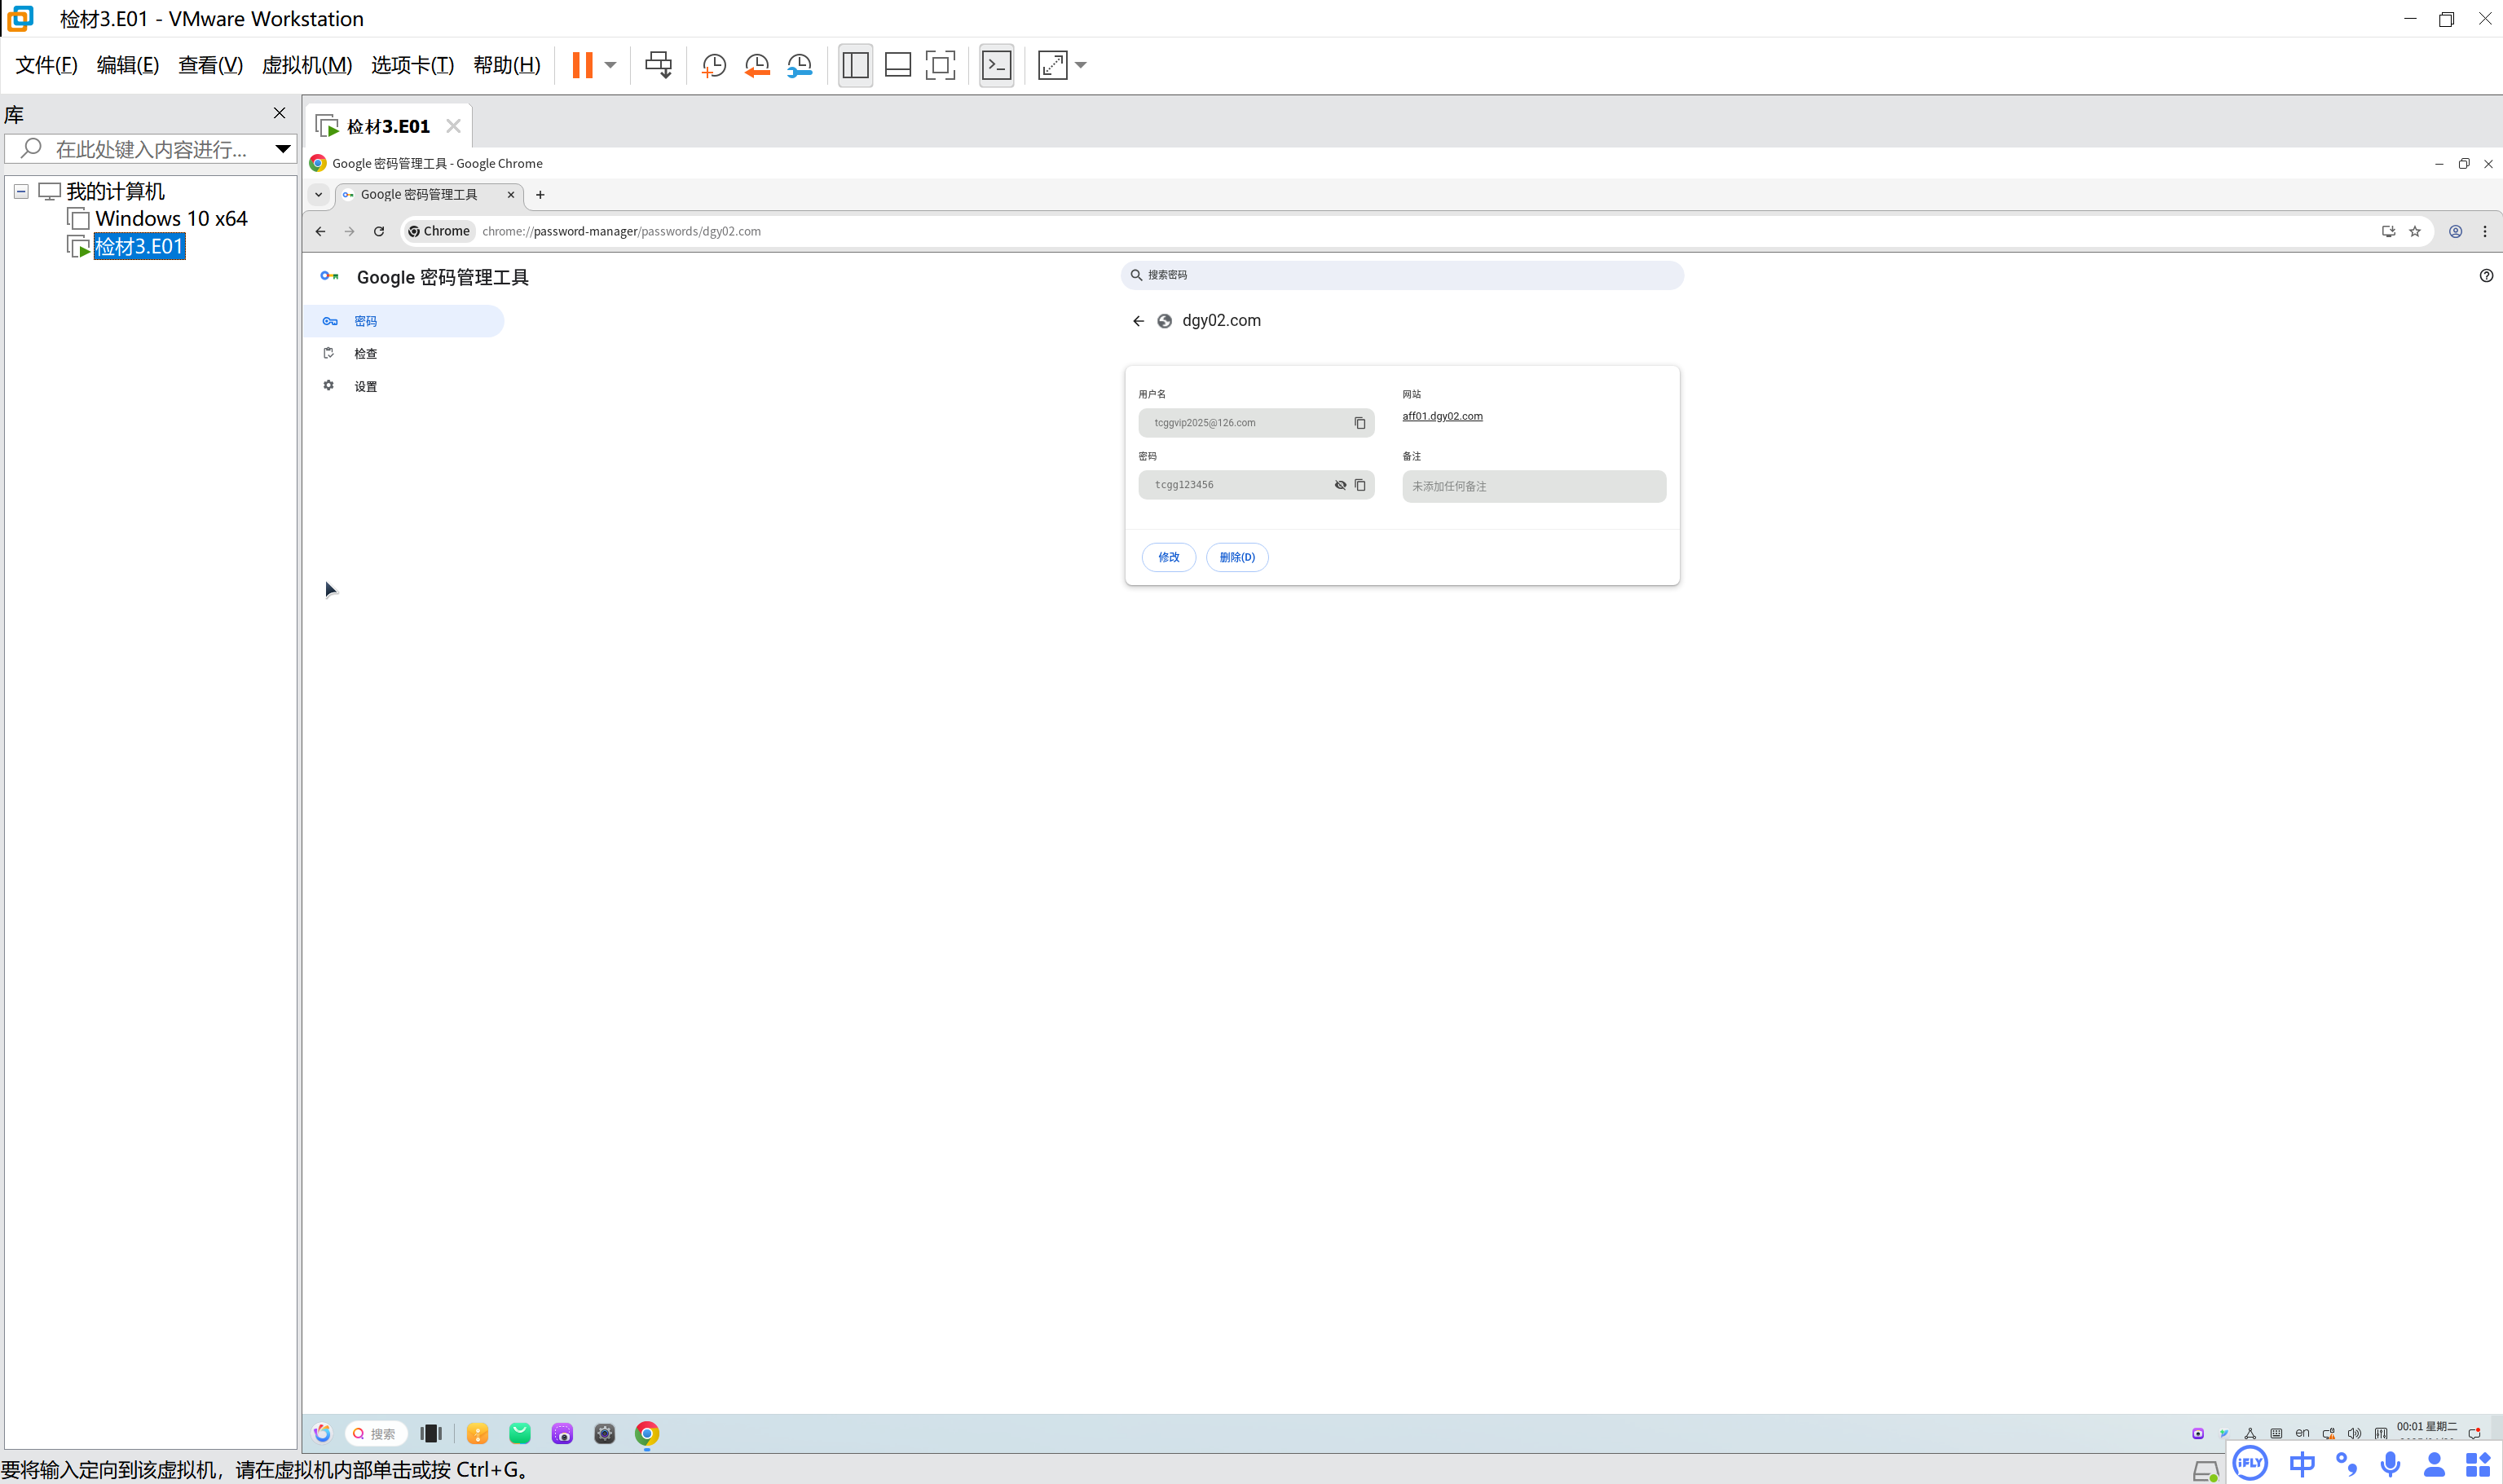 检材3.E01 - VMware Workstation
文件(F) 编辑(E) 查看(V) 虚拟机(M) 选项卡(T) 帮助(H)
库
在此处键入内容进行...
我的计算机
Windows 10 x64
检材3.E01
检材3.E01
Google 密码管理工具 - Google Chrome
Google 密码管理工具
Chrome chrome://password-manager/passwords/dgy02.com
Google 密码管理工具
搜索密码
密码
检查
设置
dgy02.com
用户名
网站
tcggvip2025@126.com
aff01.dgy02.com
密码
备注
tcgg123456
未添加任何备注
修改 删除(D)
搜索
en
00:01 星期二
要将输入定向到该虚拟机，请在虚拟机内部单击或按 Ctrl+G。
iFLY 中